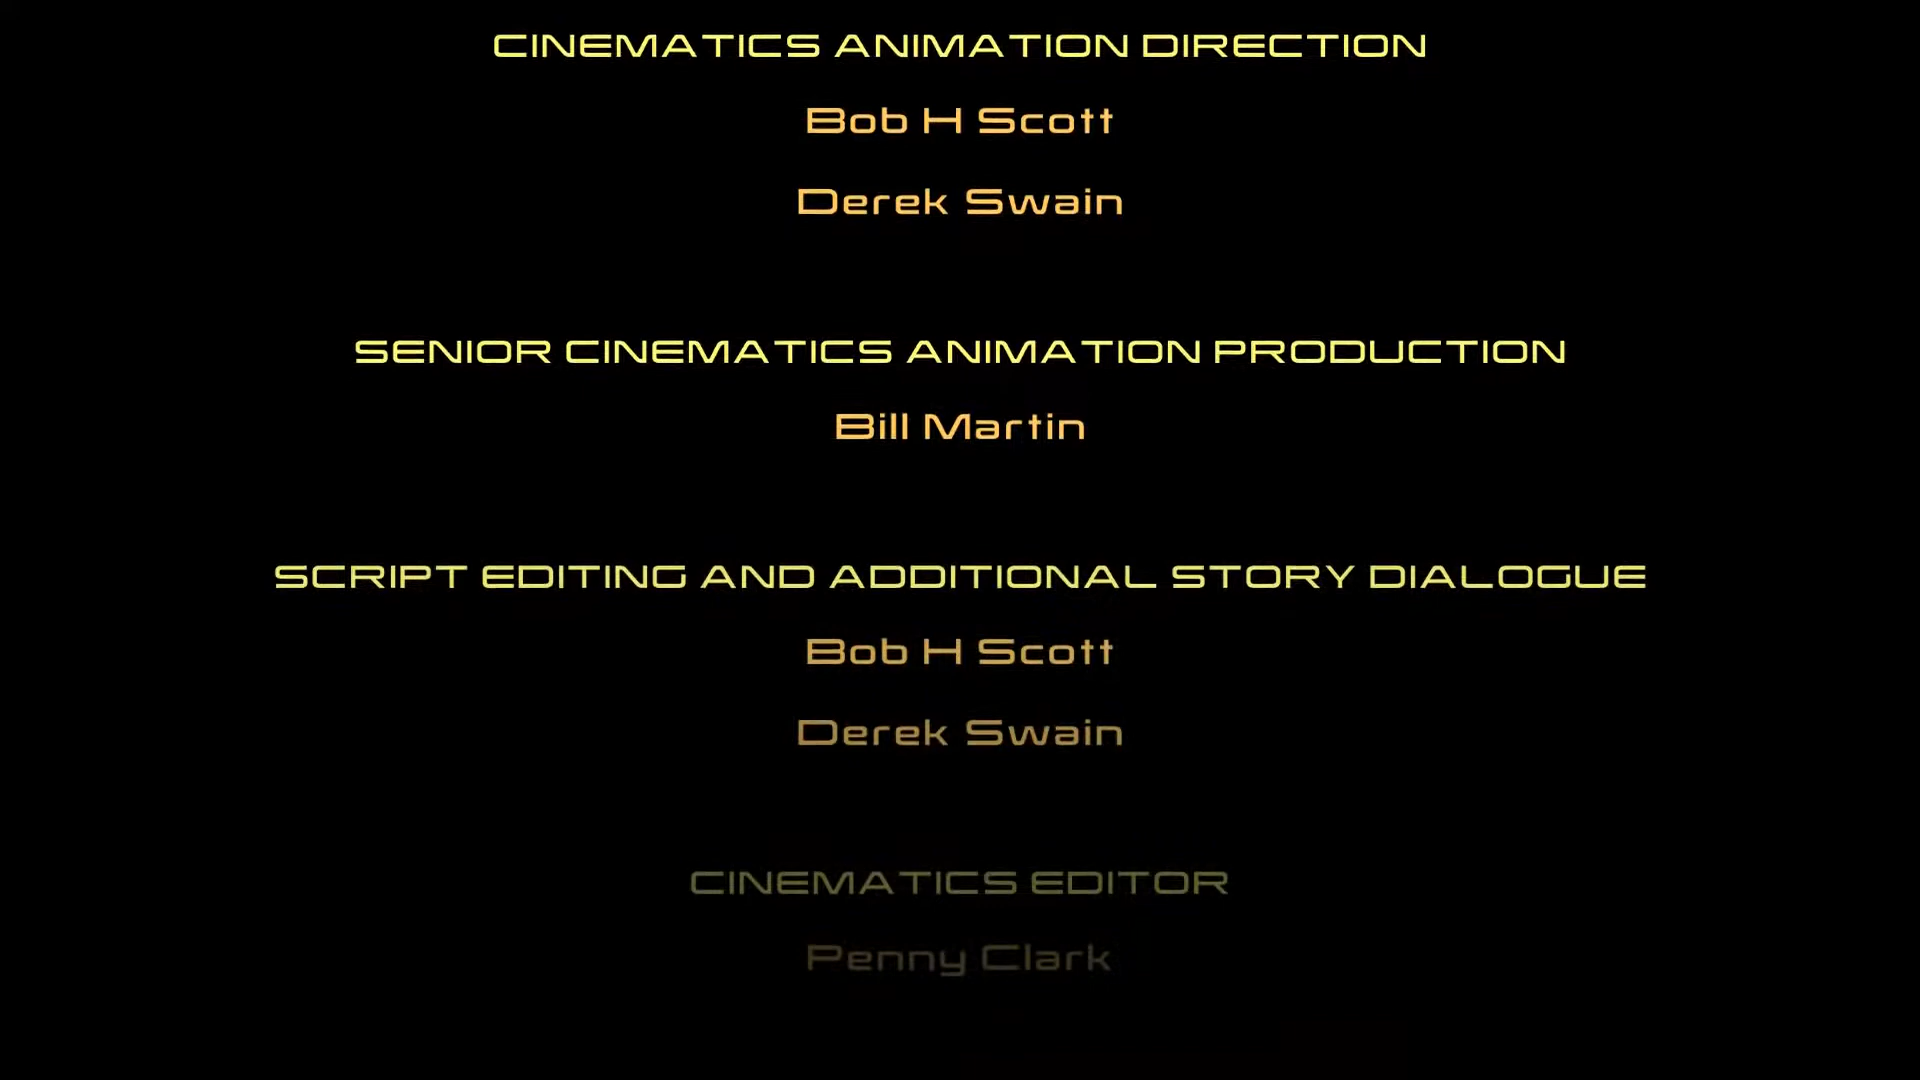 CINEMATICS ANIMATION DIRECTION
Bob H Scott
Derek Swain
SENIOR CINEMATICS ANIMATION PRODUCTION
Bill Martin
SCRIPT EDITING AND ADDITIONAL STORY DIALOGUE
Bob H Scott
Derek Swain
CINEMATICS EDITOR
Penny Clark